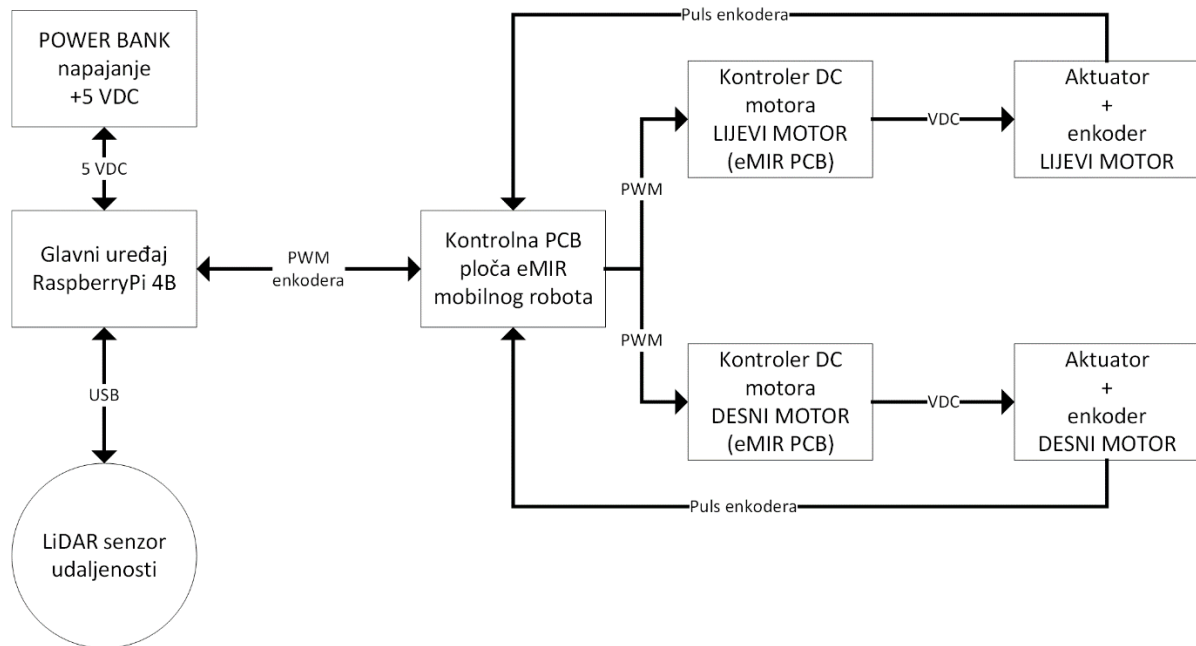 Puls enkodera
POWER BANK
napajanje
+5 VDC
Kontroler DC
motora
LIJEVI MOTOR
(eMIR PCB)
VDC
Aktuator
+
enkoder
LIJEVI MOTOR
5 VDC
PWM
Glavni uređaj
RaspberryPi 4B
PWM
enkodera
Kontrolna PCB
ploča eMIR
mobilnog robota
PWM
Kontroler DC
motora
DESNI MOTOR
(eMIR PCB)
VDC
Aktuator
+
enkoder
DESNI MOTOR
USB
Puls enkodera
LiDAR senzor
udaljenosti